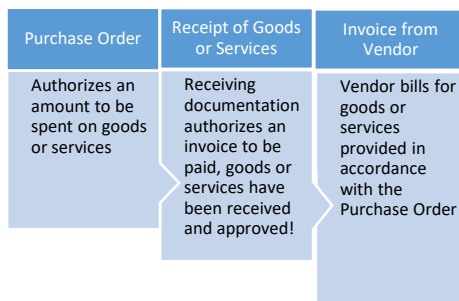 Purchase Order
Authorizes an
amount to be
spent on goods
or services
Receipt of Goods
or Services
Receiving
documentation
authorizes an
invoice to be
paid, goods or
services have
been received
and approved!
Invoice from
Vendor
Vendor bills for
goods or
services
provided in
accordance
with the
Purchase Order